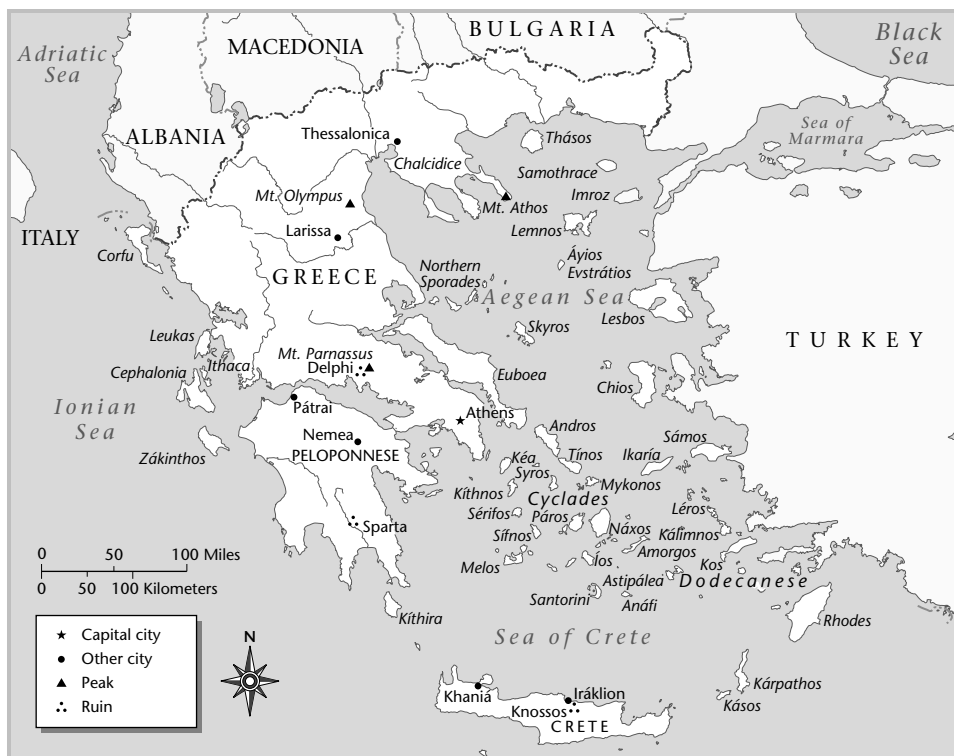 Adriatic
Sea
MACEDONIA
BULGARIA
Black
Sea
ALBANIA
Thessalonica
Thásos
Sea of
Marmara
Chalcidice
Samothrace
Mt. Olympus
Imroz
Mt. Athos
ITALY
Larissa
Lemnos
Corfu
Áyios
Evstrátios
GREECE
Northern
Sporades
Aegean Sea
Lesbos
Skyros
Leukas
TURKEY
Mt. Parnassus
Delphi
Ithaca
Cephalonia
Euboea
Chios
Ionian
Sea
Pátrai
Athens
Nemea
Andros
Sámos
PELOPONNESE
Zákinthos
Kéa
Tínos
Ikaría
Syros
Mykonos
Kíthnos
Cyclades
Léros
Sérifos
Páros
Sparta
Náxos
Kálimnos
Sífnos
Amorgos
0 50 100 Miles
Melos
Íos
Kos
0 50 100 Kilometers
Astipálea
Dodecanese
Santorini
Anáfi
Kíthira
Rhodes
Sea of Crete
N
Capital city
Other city
Peak
Ruin
Kárpathos
Khaniá
Iráklion
Kásos
Knossos
CRETE